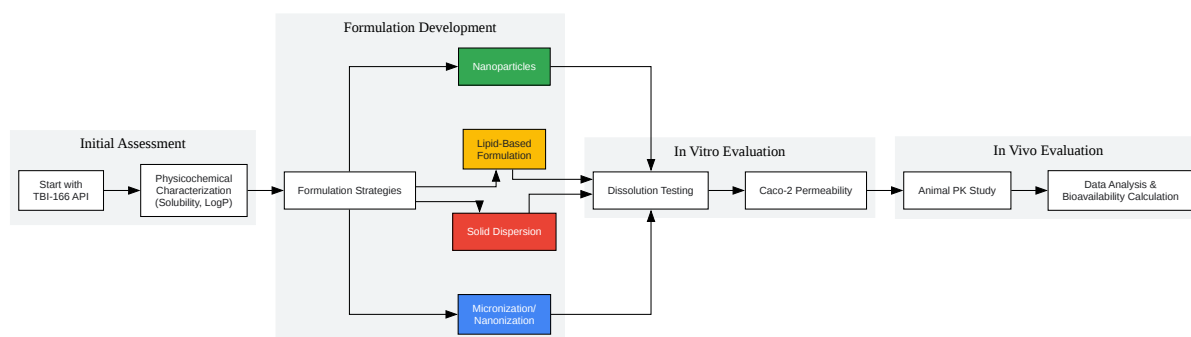 Formulation Development
Nanoparticles
Initial Assessment
Lipid-Based
Formulation
In Vitro Evaluation
In Vivo Evaluation
Start with
TBI-166 API
Physicochemical
Characterization
(Solubility, LogP)
Formulation Strategies
Dissolution Testing
Caco-2 Permeability
Animal PK Study
Data Analysis &
Bioavailability Calculation
Solid Dispersion
Micronization/
Nanonization